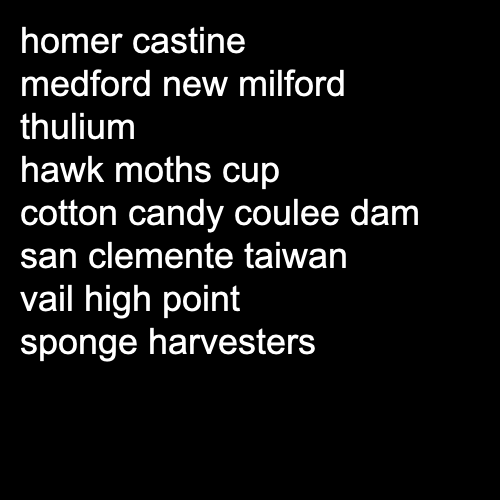 homer castine
medford new milford
thulium
hawk moths cup
cotton candy coulee dam
san clemente taiwan
vail high point
sponge harvesters